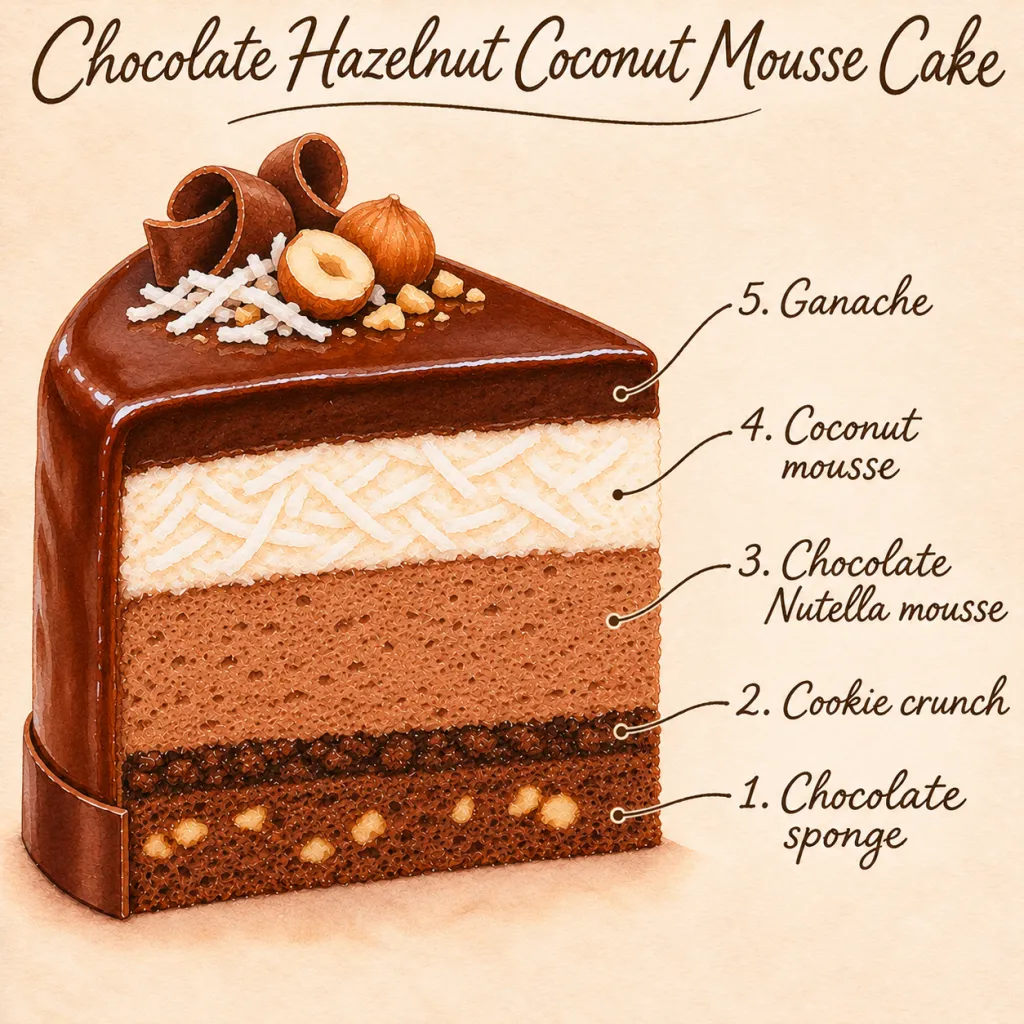 Chocolate Hazelnut Coconut Mousse Cake
5. Ganache
4. Coconut
mousse
3. Chocolate
Nutella mousse
2. Cookie crunch
1. Chocolate
sponge